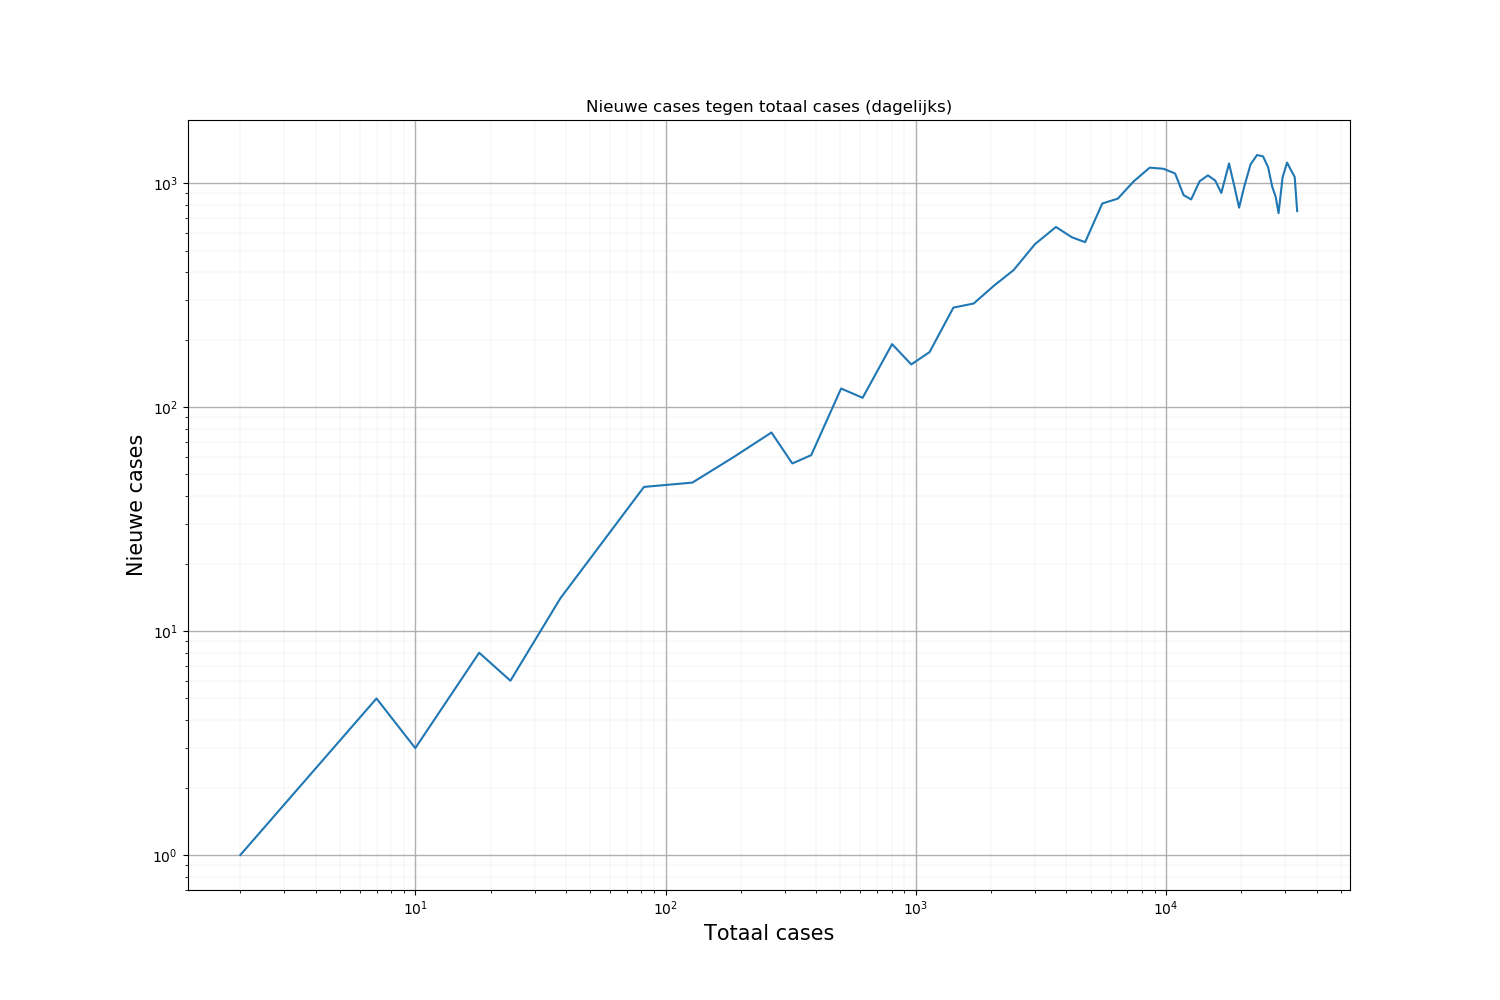 Nieuwe cases tegen totaal cases (dagelijks)
10³
10²
10¹
10⁰
Nieuwe cases
10¹ 10² 10³ 10⁴
Totaal cases